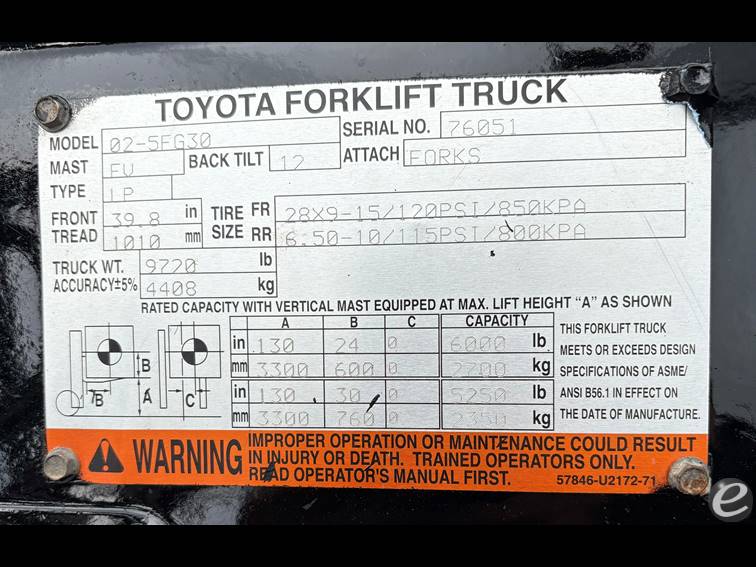 TOYOTA FORKLIFT TRUCK
MODEL 02-5FG30 SERIAL NO. 76051
MAST FV BACK TILT 12 ATTACH FORKS
TYPE LP
FRONT TREAD 39.8 in 1010 mm
TIRE SIZE FR 28X9-15/120PSI/850KPA
RR 6.50-10/115PSI/800KPA
TRUCK WT. 9720 lb
ACCURACY±5% 4408 kg
RATED CAPACITY WITH VERTICAL MAST EQUIPPED AT MAX. LIFT HEIGHT "A" AS SHOWN
A B C CAPACITY
in 130 24 0 6000 lb
mm 3300 600 0 2700 kg
in 130 30 0 5250 lb
mm 3300 760 0 2350 kg
B
B A C
THIS FORKLIFT TRUCK
MEETS OR EXCEEDS DESIGN
SPECIFICATIONS OF ASME/
ANSI B56.1 IN EFFECT ON
THE DATE OF MANUFACTURE.
WARNING
IMPROPER OPERATION OR MAINTENANCE COULD RESULT
IN INJURY OR DEATH. TRAINED OPERATORS ONLY.
READ OPERATOR'S MANUAL FIRST.
57846-U2172-71
e